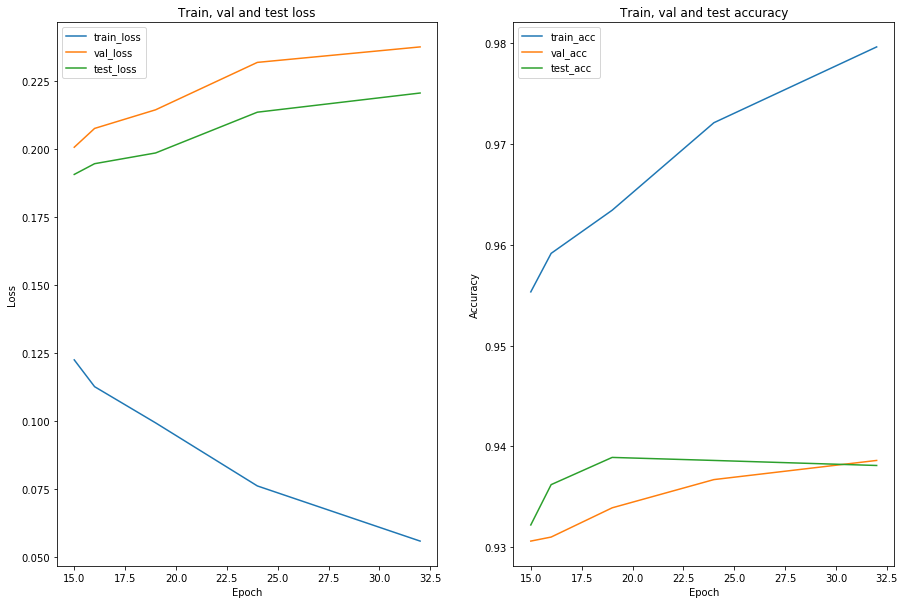 Train, val and test loss
train_loss
val_loss
test_loss
0.225
0.200
0.175
0.150
0.125
0.100
0.075
0.050
Loss
15.0 17.5 20.0 22.5 25.0 27.5 30.0 32.5
Epoch
Train, val and test accuracy
train_acc
val_acc
test_acc
0.98
0.97
0.96
0.95
0.94
0.93
Accuracy
15.0 17.5 20.0 22.5 25.0 27.5 30.0 32.5
Epoch